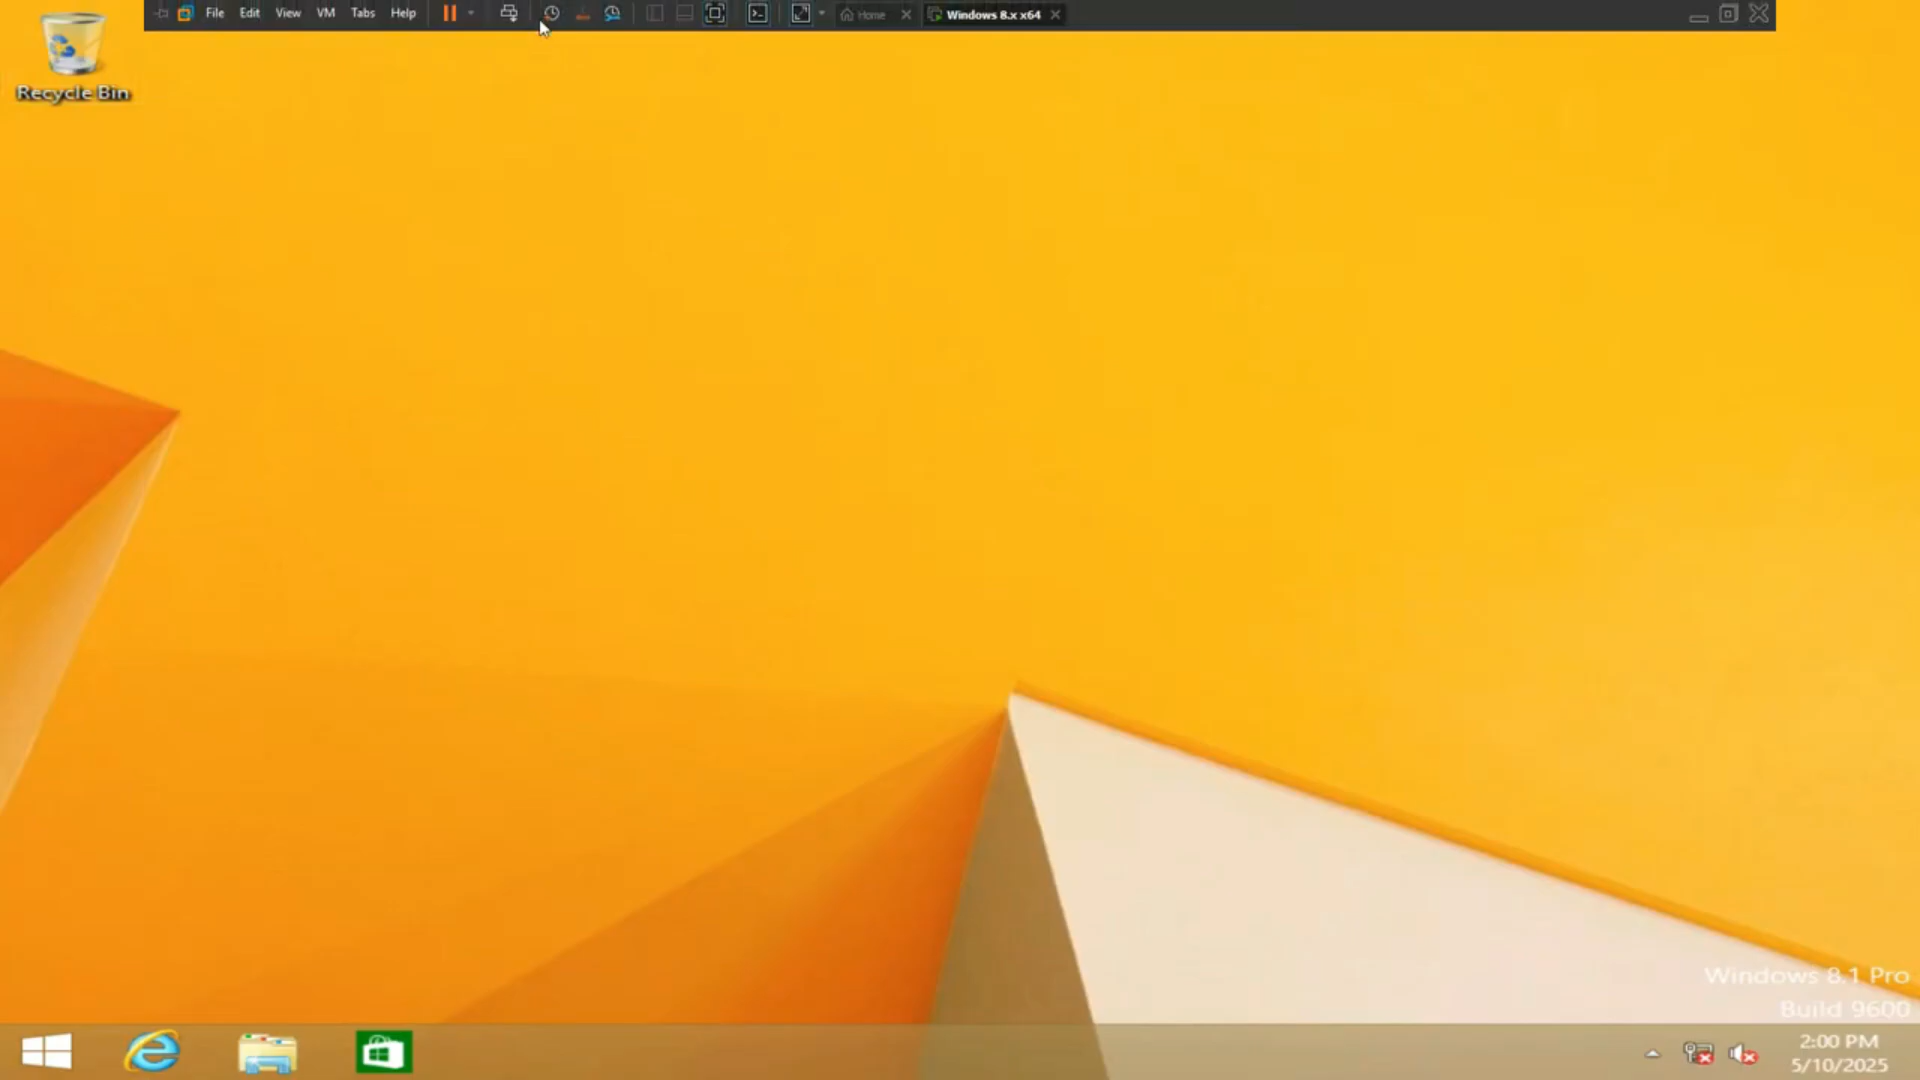 File Edit View VM Tabs Help Home Windows 8.x x64
Recycle Bin
Windows 8.1 Pro
Build 9600
2:00 PM
5/10/2025